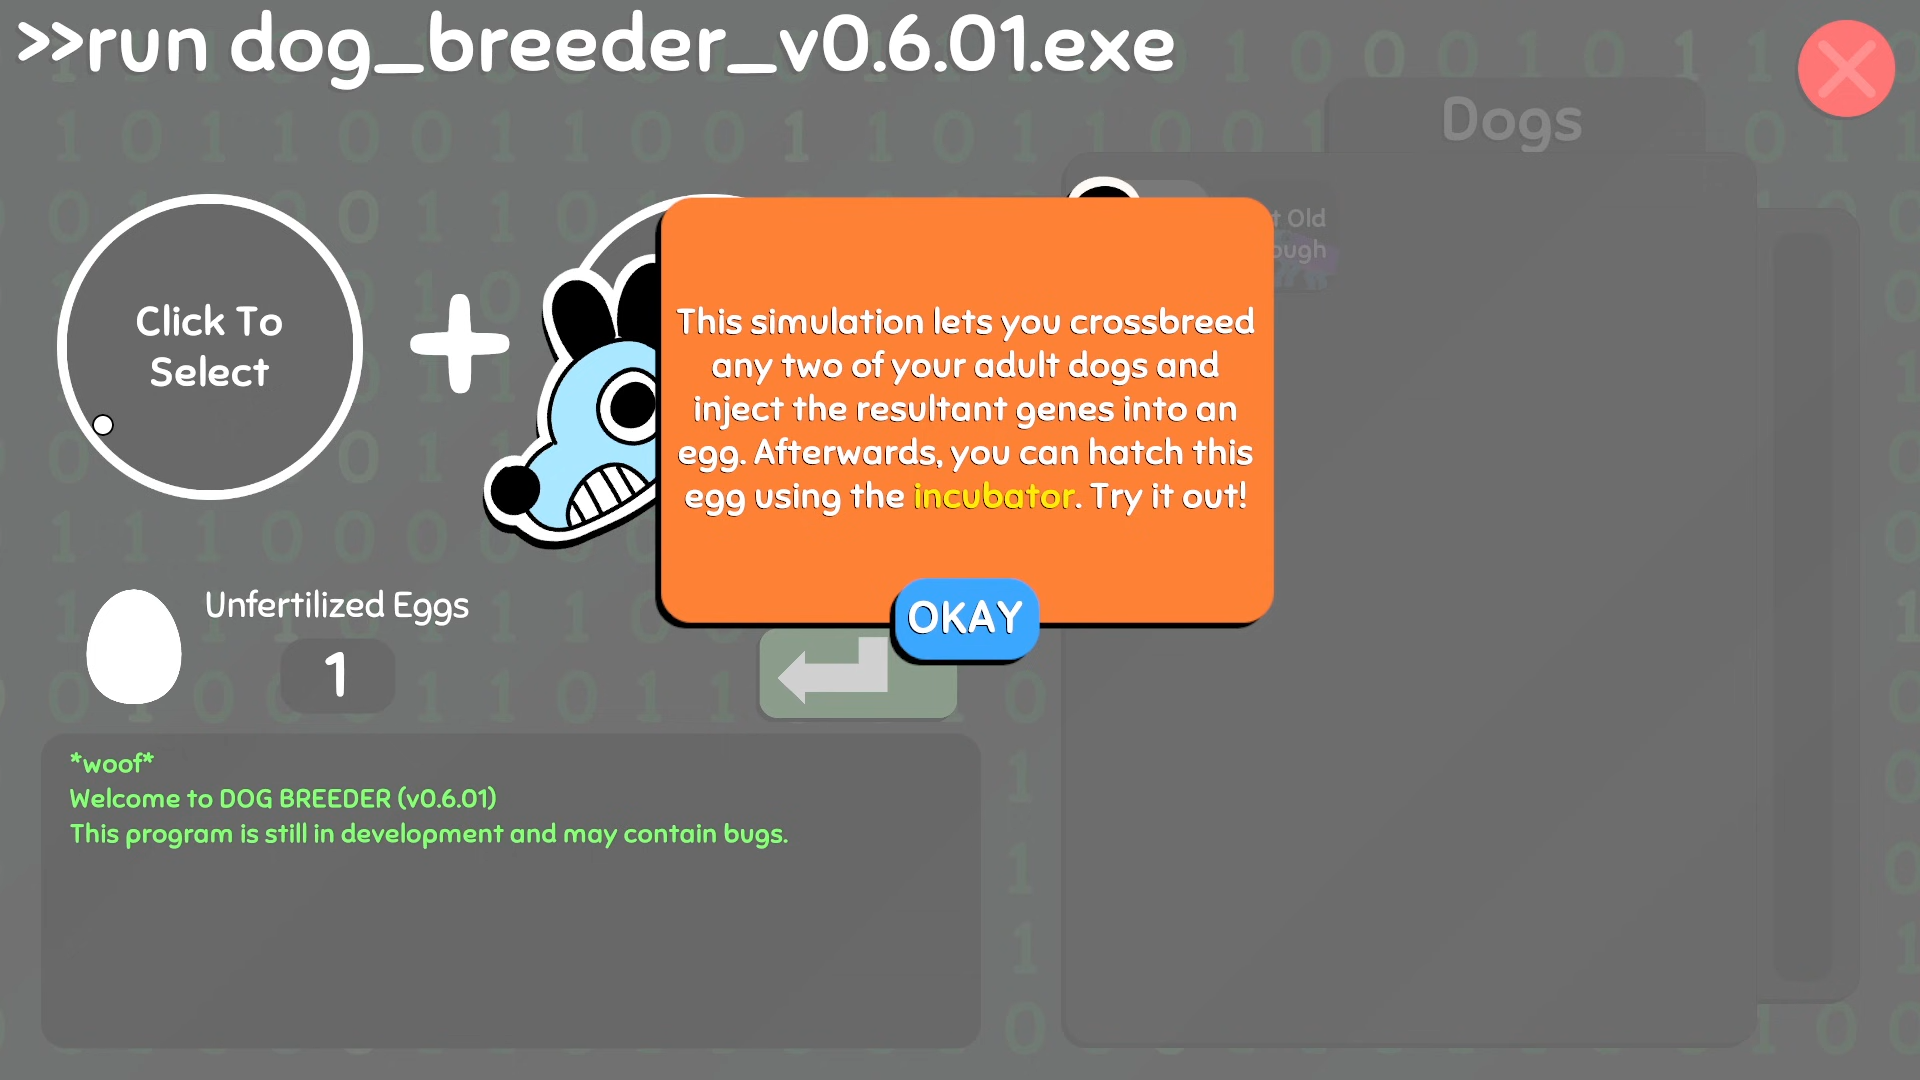 >>run dog_breeder_v0.6.01.exe
Dogs
Click To
Select
Old
This simulation lets you crossbreed
any two of your adult dogs and
inject the resultant genes into an
egg. Afterwards, you can hatch this
egg using the incubator. Try it out!
OKAY
Unfertilized Eggs
1
*woof*
Welcome to DOG BREEDER (v0.6.01)
This program is still in development and may contain bugs.